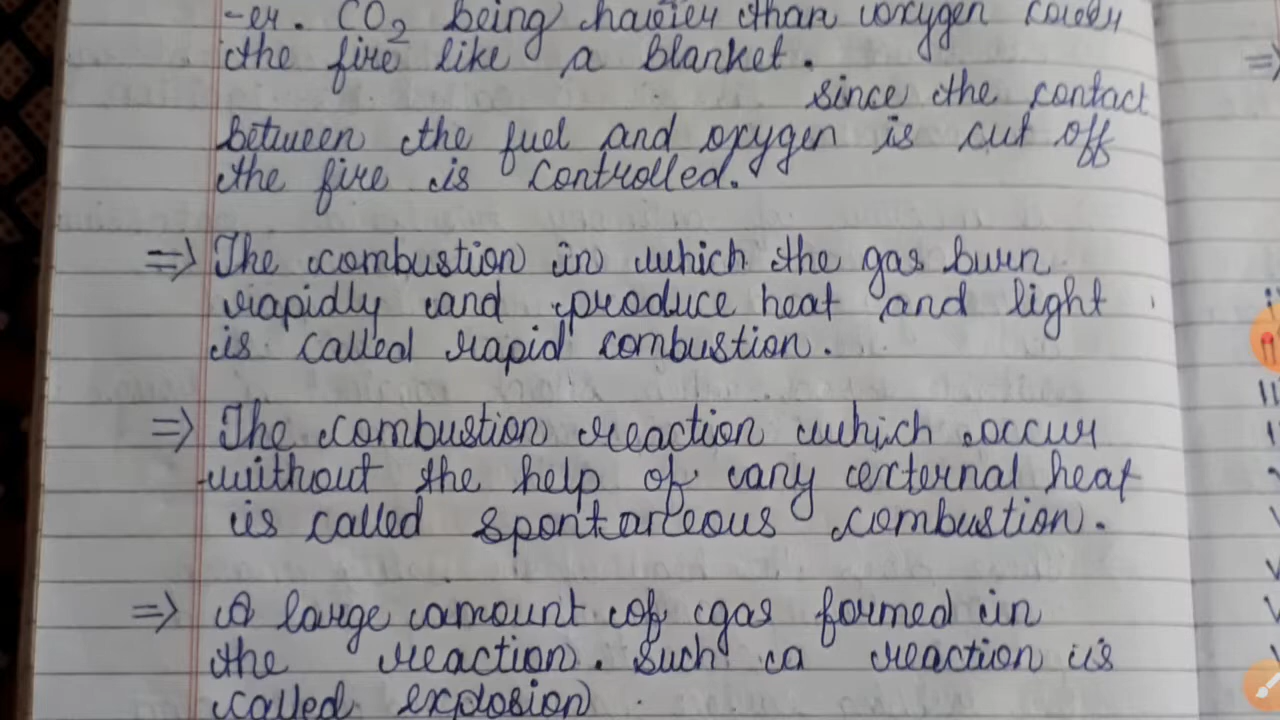 -er. CO2 being havier than oxygen cover
the fire like a blanket.
since the contact
between the fuel and oxygen is cut off
the fire is controlled.
=> The combustion in which the gas burn
rapidly and produce heat and light
is called rapid combustion.
=> The combustion reaction which occur
without the help of any external heat
is called spontaneous combustion.
=> A large amount of gas formed in
the reaction. Such a reaction is
called explosion